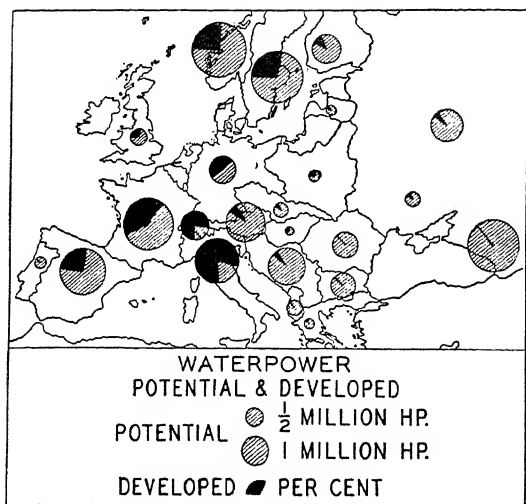 WATERPOWER
POTENTIAL & DEVELOPED
POTENTIAL
1/2 MILLION HP.
1 MILLION HP.
DEVELOPED PER CENT